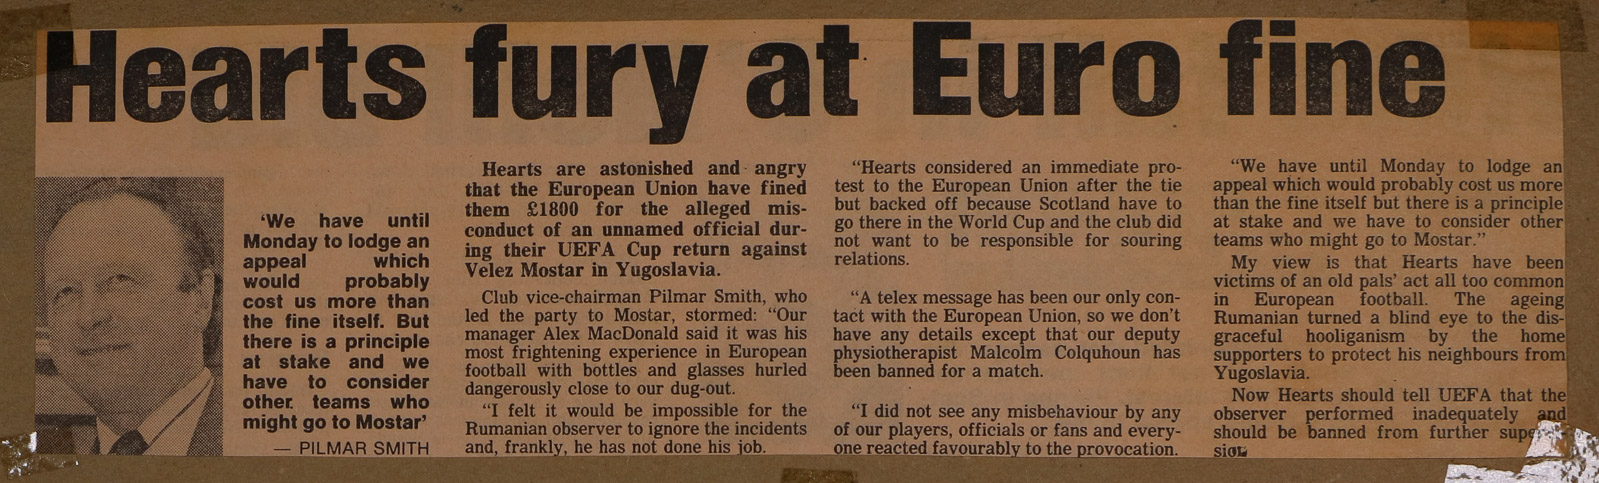 Hearts fury at Euro fine
‘We have until
Monday to lodge an
appeal which
would probably
cost us more than
the fine itself. But
there is a principle
at stake and we
have to consider
other teams who
might go to Mostar’
— PILMAR SMITH
Hearts are astonished and angry
that the European Union have fined
them £1800 for the alleged mis-
conduct of an unnamed official dur-
ing their UEFA Cup return against
Velez Mostar in Yugoslavia.
Club vice-chairman Pilmar Smith, who
led the party to Mostar, stormed: “Our
manager Alex MacDonald said it was his
most frightening experience in European
football with bottles and glasses hurled
dangerously close to our dug-out.
“I felt it would be impossible for the
Rumanian observer to ignore the incidents
and, frankly, he has not done his job.
“Hearts considered an immediate pro-
test to the European Union after the tie
but backed off because Scotland have to
go there in the World Cup and the club did
not want to be responsible for souring
relations.
“A telex message has been our only con-
tact with the European Union, so we don’t
have any details except that our deputy
physiotherapist Malcolm Colquhoun has
been banned for a match.
“I did not see any misbehaviour by any
of our players, officials or fans and every-
one reacted favourably to the provocation.
“We have until Monday to lodge an
appeal which would probably cost us more
than the fine itself but there is a principle
at stake and we have to consider other
teams who might go to Mostar.”
My view is that Hearts have been
victims of an old pals’ act all too common
in European football. The ageing
Rumanian turned a blind eye to the dis-
graceful hooliganism by the home
supporters to protect his neighbours from
Yugoslavia.
Now Hearts should tell UEFA that the
observer performed inadequately and
should be banned from further